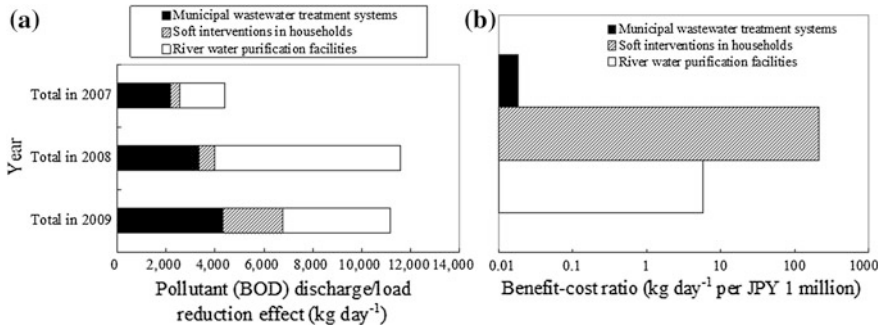 (a)
Municipal wastewater treatment systems
Soft interventions in households
River water purification facilities
Year
Total in 2007
Total in 2008
Total in 2009
0 2,000 4,000 6,000 8,000 10,000 12,000 14,000
Pollutant (BOD) discharge/load
reduction effect (kg day⁻¹)
(b)
Municipal wastewater treatment systems
Soft interventions in households
River water purification facilities
0.01 0.1 1 10 100 1000
Benefit-cost ratio (kg day⁻¹ per JPY 1 million)